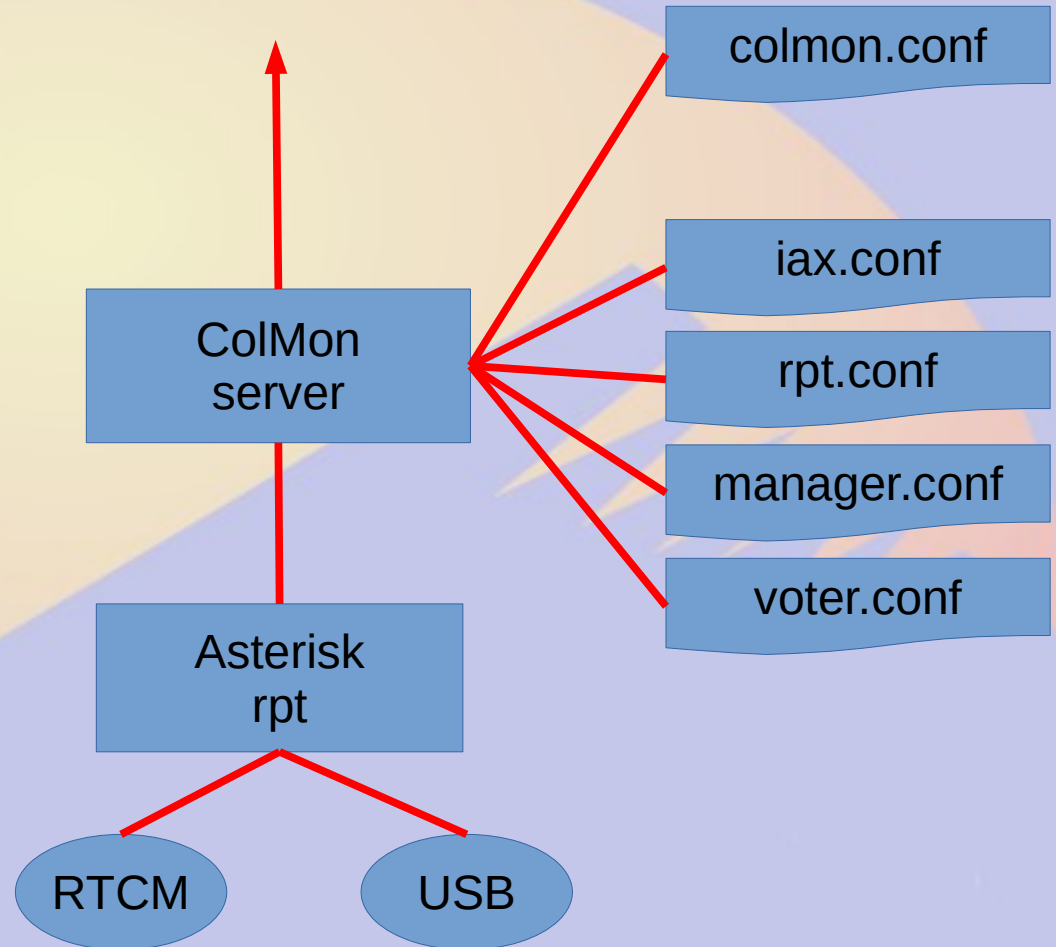 colmon.conf
iax.conf
ColMon
server
rpt.conf
manager.conf
voter.conf
Asterisk
rpt
RTCM
USB